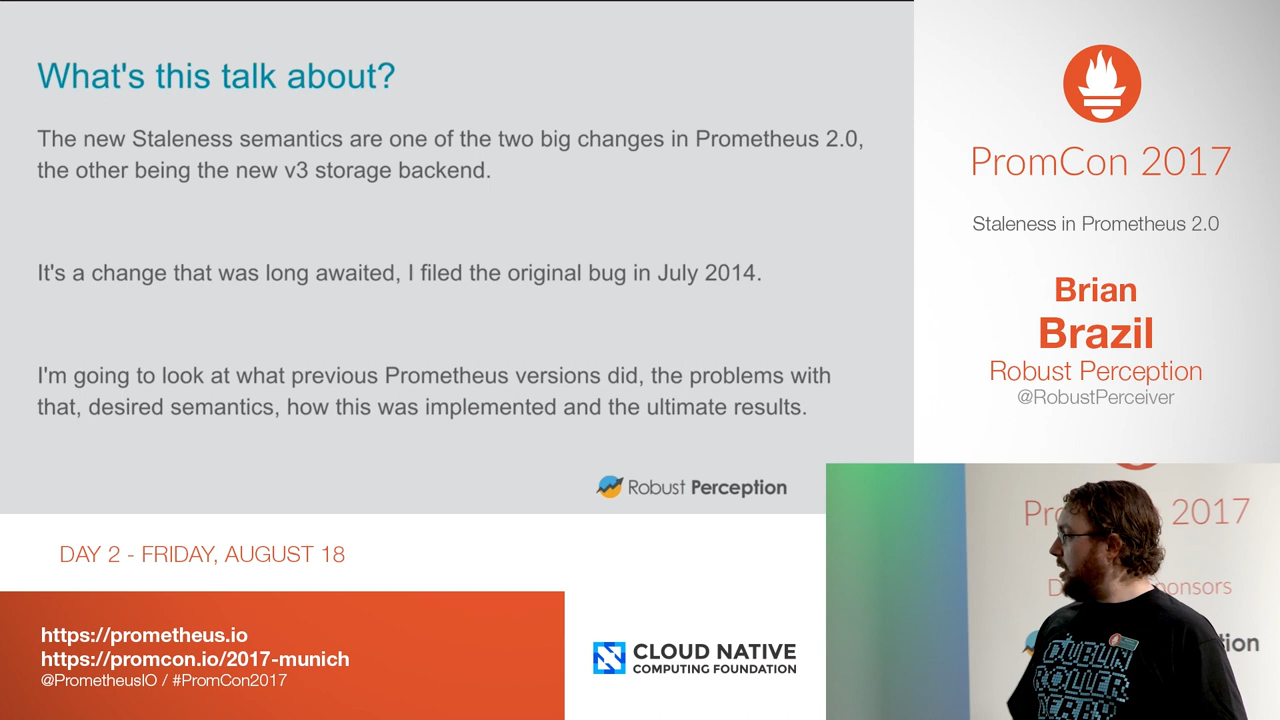 What's this talk about?
The new Staleness semantics are one of the two big changes in Prometheus 2.0,
the other being the new v3 storage backend.
It's a change that was long awaited, I filed the original bug in July 2014.
I'm going to look at what previous Prometheus versions did, the problems with
that, desired semantics, how this was implemented and the ultimate results.
Robust Perception
PromCon 2017
Staleness in Prometheus 2.0
Brian
Brazil
Robust Perception
@RobustPerceiver
DAY 2 - FRIDAY, AUGUST 18
https://prometheus.io
https://promcon.io/2017-munich
@PrometheusIO / #PromCon2017
CLOUD NATIVE
COMPUTING FOUNDATION
2017
DUBLIN
ROLLER
DERBY